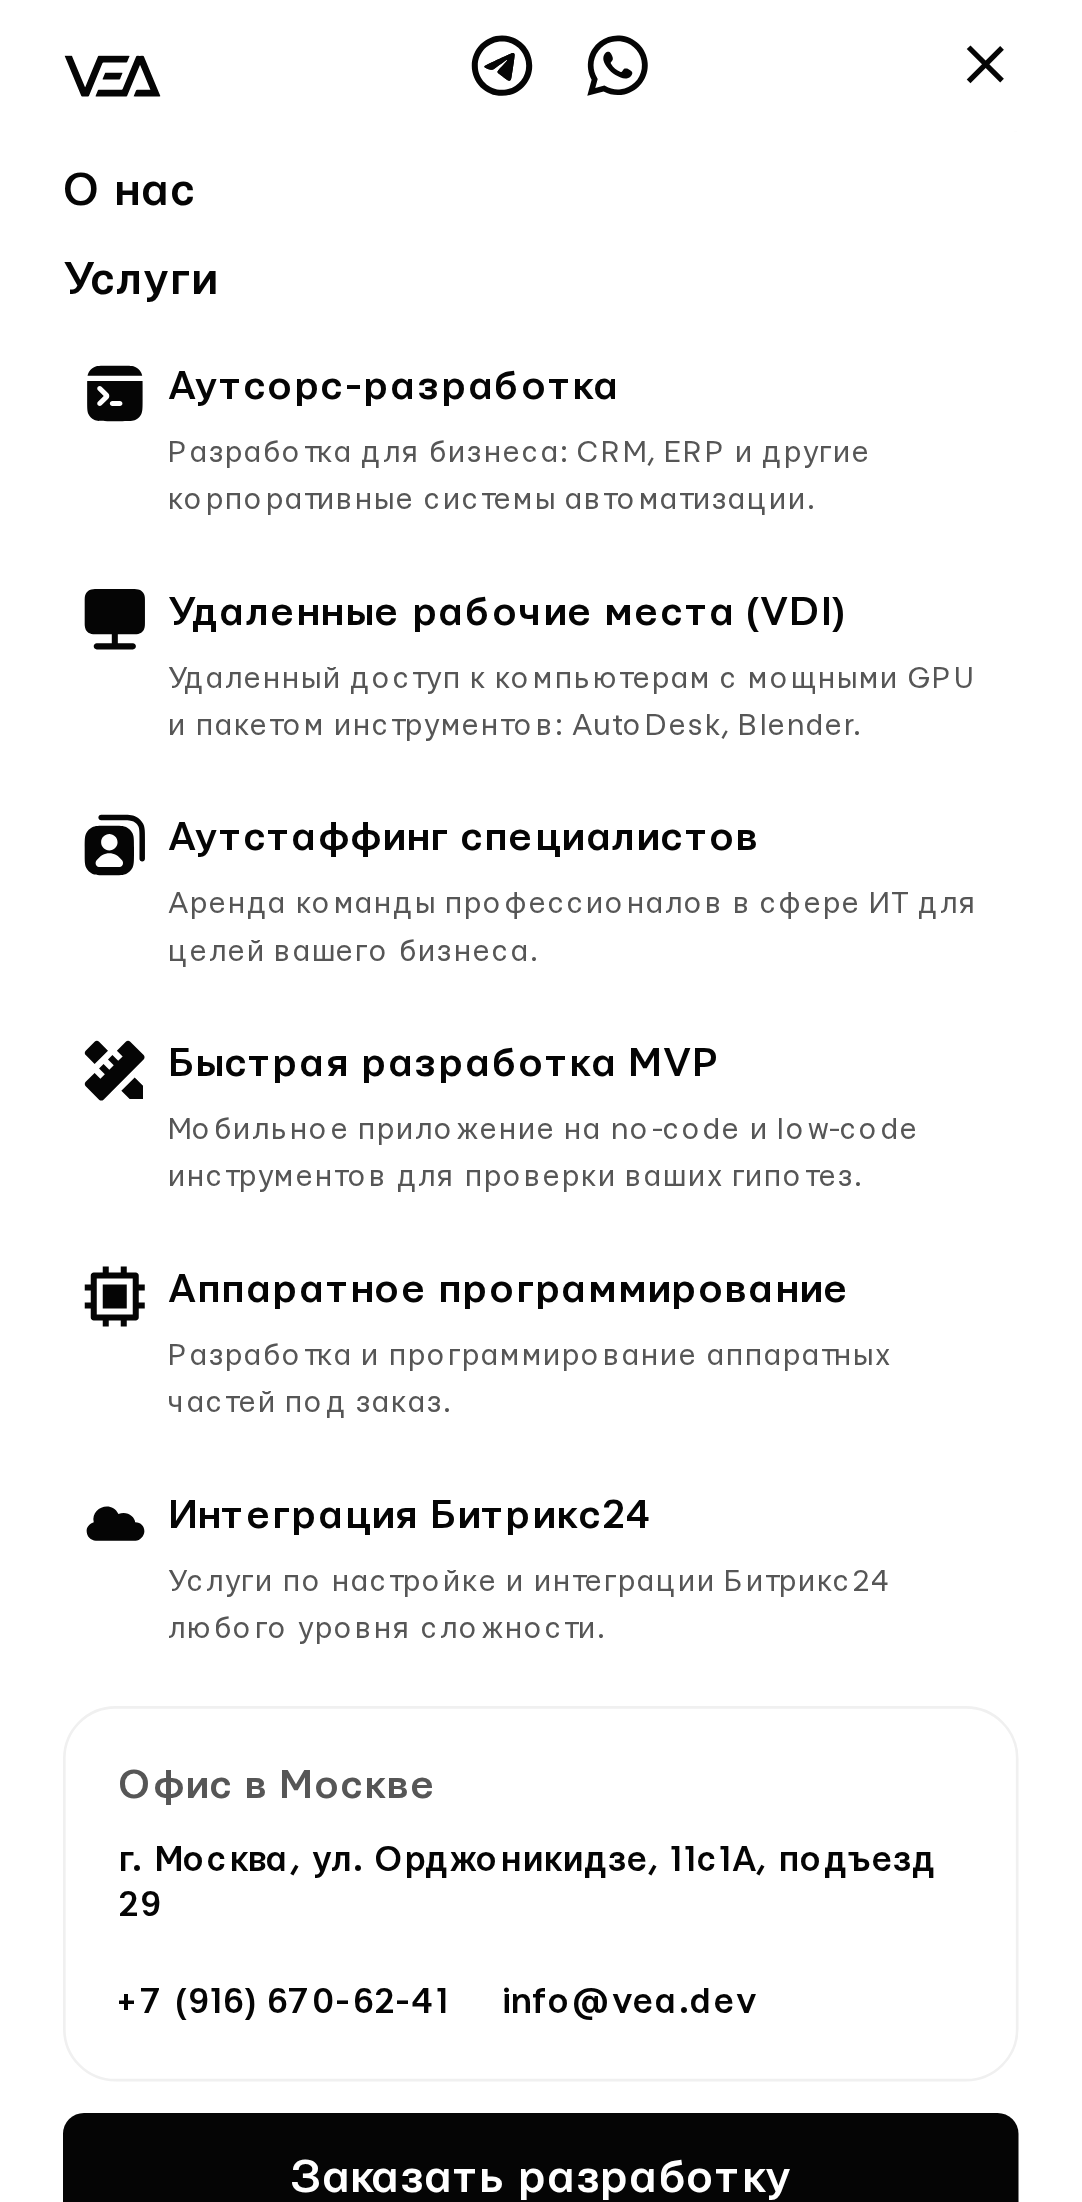 VEA
О нас
Услуги
Аутсорс-разработка
Разработка для бизнеса: CRM, ERP и другие
корпоративные системы автоматизации.
Удаленные рабочие места (VDI)
Удаленный доступ к компьютерам с мощными GPU
и пакетом инструментов: AutoDesk, Blender.
Аутстаффинг специалистов
Аренда команды профессионалов в сфере ИТ для
целей вашего бизнеса.
Быстрая разработка MVP
Мобильное приложение на no-code и low-code
инструментов для проверки ваших гипотез.
Аппаратное программирование
Разработка и программирование аппаратных
частей под заказ.
Интеграция Битрикс24
Услуги по настройке и интеграции Битрикс24
любого уровня сложности.
Офис в Москве
г. Москва, ул. Орджоникидзе, 11с1А, подъезд
29
+7 (916) 670-62-41 info@vea.dev
Заказать разработку